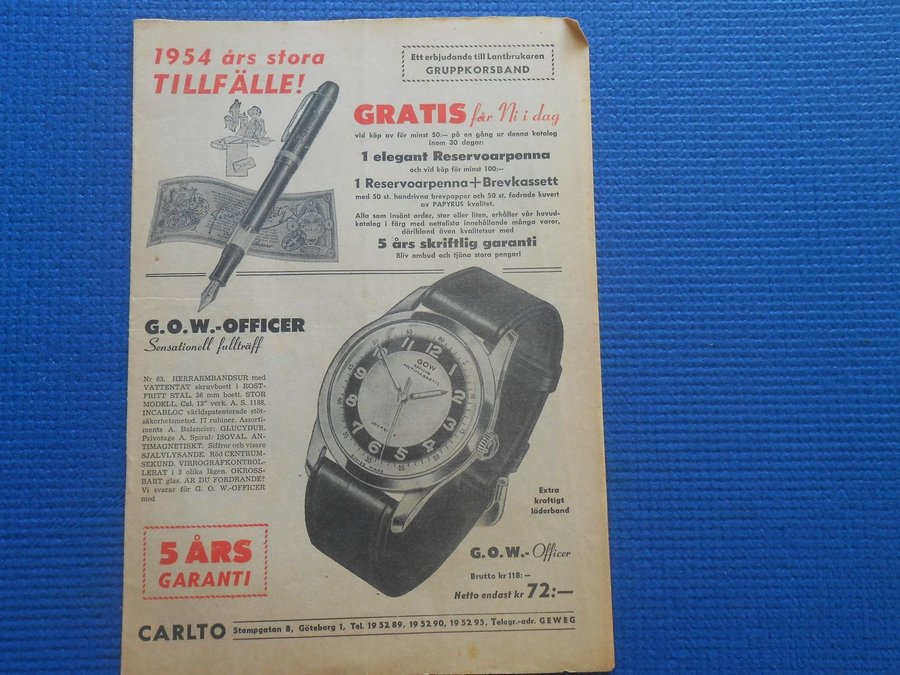 1954 års stora
TILLFÄLLE!
Ett erbjudande till Lantbrukaren
GRUPPKORSBAND
GRATIS får Ni i dag
vid köp av för minst 50:— på en gång ur denna katalog
inom 30 dagar:
1 elegant Reservoarpenna
och vid köp för minst 100:—
1 Reservoarpenna+Brevkassett
med 50 st. handrivna brevpapper och 50 st. fodrade kuvert
av PAPYRUS kvalitet.
Alla som insänt order, stor eller liten, erhåller vår huvud-
katalog i färg med nettolista innehållande många varor,
däribland även kvalitetsur med
5 års skriftlig garanti
Bliv ombud och tjäna stora pengar!
G.O.W.-OFFICER
Sensationell fullträff
Nr 63. HERRARMBANDSUR med
VATTENTÄT skruvboett i ROST-
FRITT STÅL. 36 mm boett. STOR
MODELL. Cal. 13" verk. A. S. 1188.
INCABLOC världspatenterade stöt-
säkerhetsmetod. 17 rubiner. Assorti-
ments A. Balancier: GLUCYDUR.
Privotage A. Spiral: ISOVAL. AN-
TIMAGNETISKT. Siffror och visare
SJÄLVLYSANDE. Röd CENTRUM-
SEKUND. VIBROGRAFKONTROL-
LERAT i 3 olika lägen. OKROSS-
BART glas. ÄR DU FORDRANDE?
Vi svarar för G. O. W.-OFFICER
med
GOW
OFFICER
ANTIMAGNETIC
INCABLOC
SWISS MADE
5 ÅRS
GARANTI
Extra
kraftigt
läderband
G.O.W.- Officer
Brutto kr 118:—
Netto endast kr 72:—
CARLTO Stampgatan 8, Göteborg 1. Tel. 19 52 89, 19 52 90, 19 52 95, Telegr.-adr. GEWEG